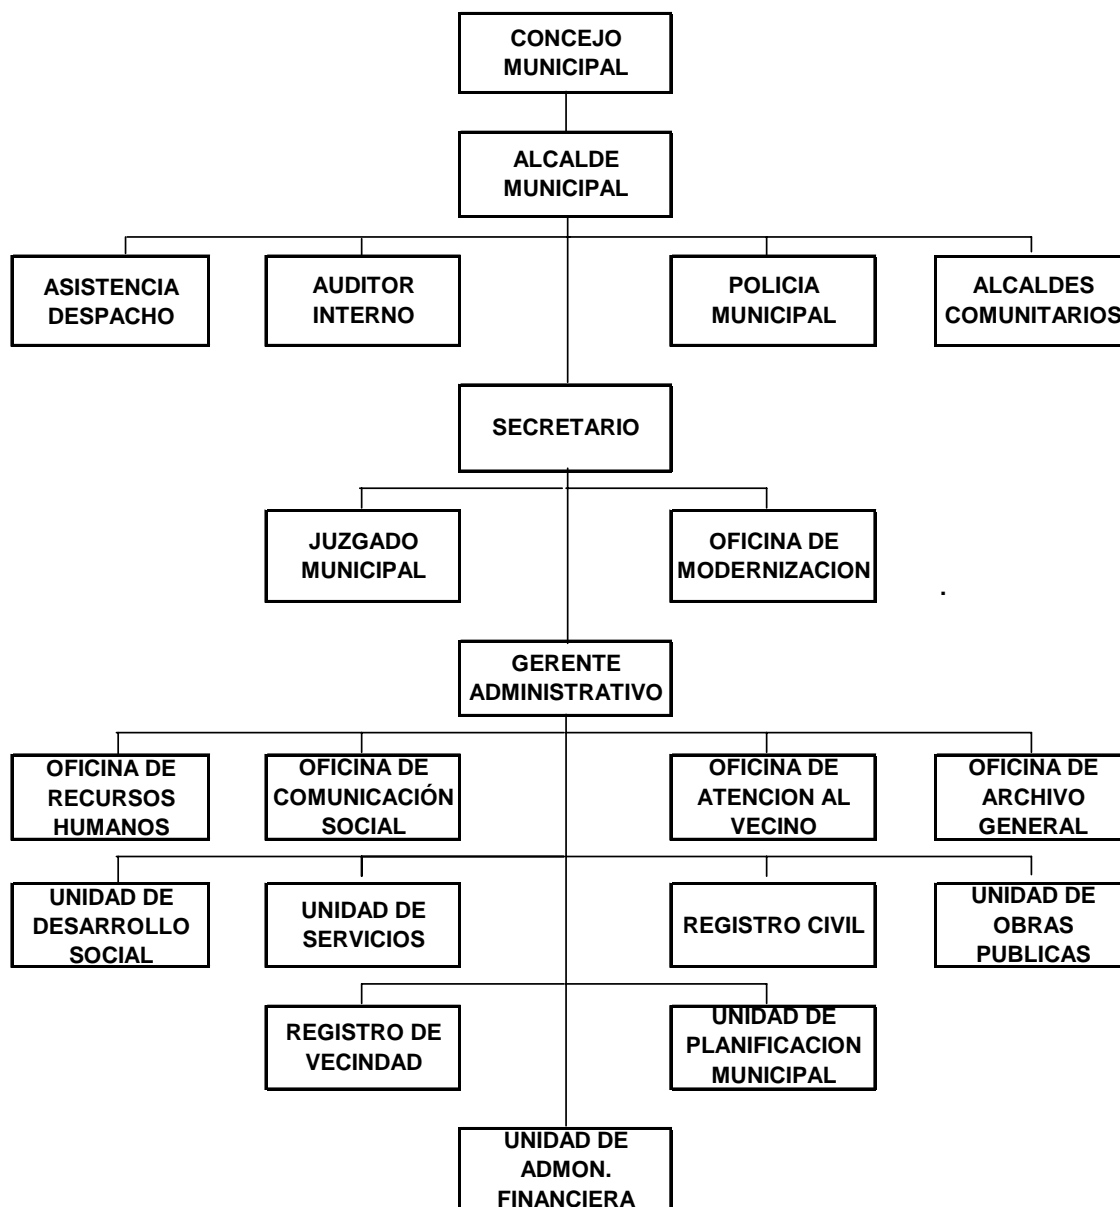 CONCEJO
MUNICIPAL
ALCALDE
MUNICIPAL
ASISTENCIA
DESPACHO
AUDITOR
INTERNO
POLICIA
MUNICIPAL
ALCALDES
COMUNITARIOS
SECRETARIO
JUZGADO
MUNICIPAL
OFICINA DE
MODERNIZACION
.
GERENTE
ADMINISTRATIVO
OFICINA DE
RECURSOS
HUMANOS
OFICINA DE
COMUNICACIÓN
SOCIAL
OFICINA DE
ATENCION AL
VECINO
OFICINA DE
ARCHIVO
GENERAL
UNIDAD DE
DESARROLLO
SOCIAL
UNIDAD DE
SERVICIOS
REGISTRO CIVIL
UNIDAD DE
OBRAS
PUBLICAS
REGISTRO DE
VECINDAD
UNIDAD DE
PLANIFICACION
MUNICIPAL
UNIDAD DE
ADMON.
FINANCIERA